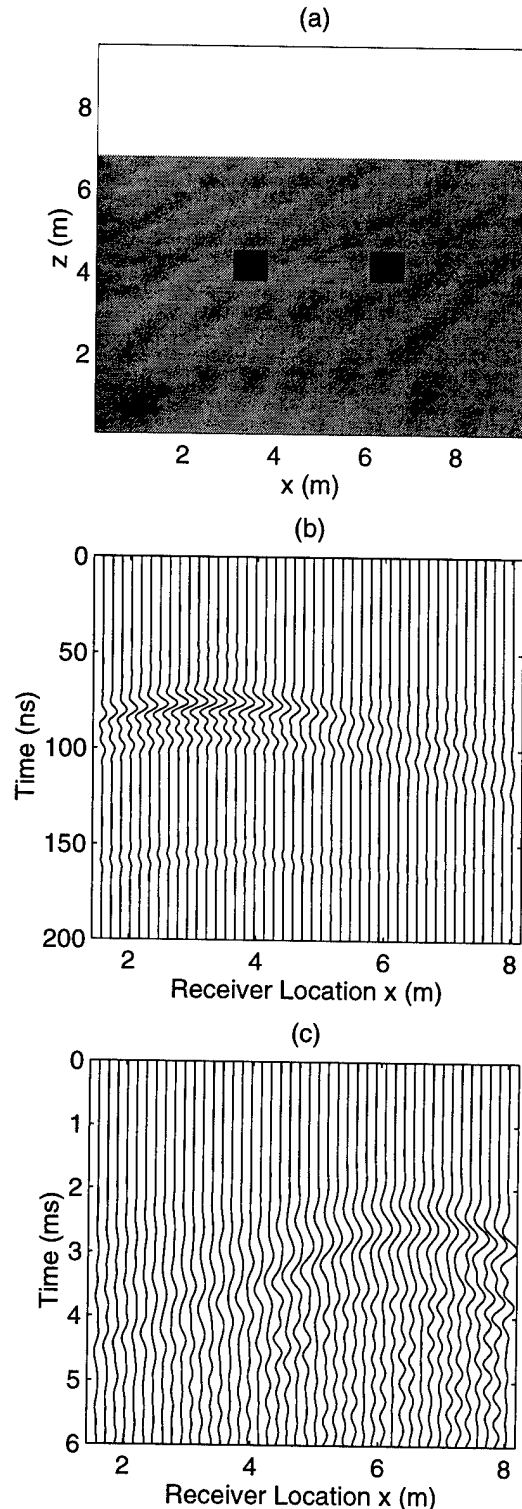 (a)
8
6
4
2
z (m)
2 4 6 8
x (m)
(b)
0
50
100
150
200
Time (ns)
2 4 6 8
Receiver Location x (m)
(c)
0
1
2
3
4
5
6
Time (ms)
2 4 6 8
Receiver Location x (m)